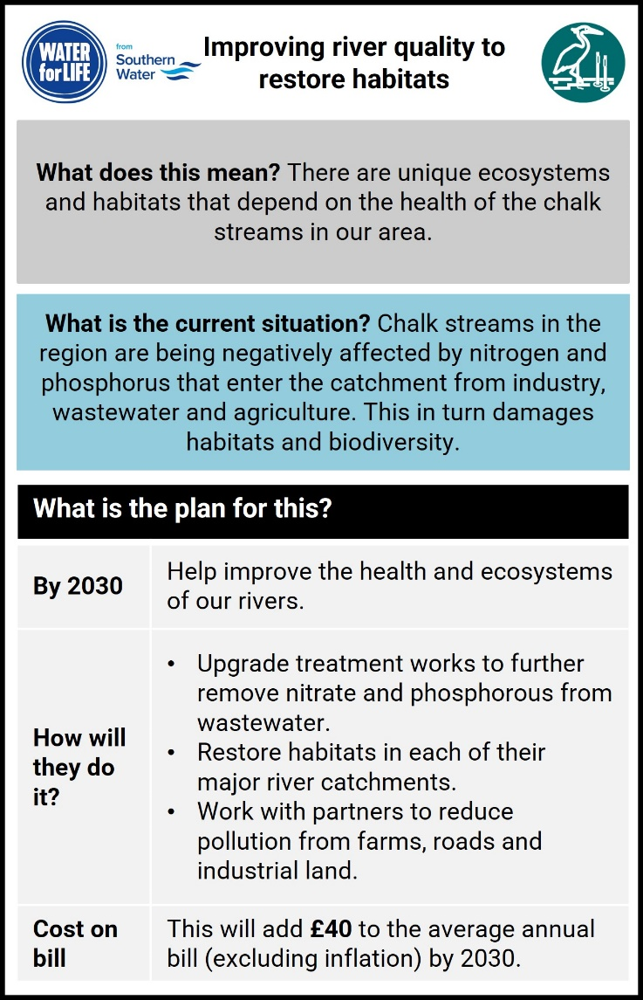 WATER
for LIFE
from
Southern
Water
Improving river quality to
restore habitats
What does this mean? There are unique ecosystems
and habitats that depend on the health of the chalk
streams in our area.
What is the current situation? Chalk streams in the
region are being negatively affected by nitrogen and
phosphorus that enter the catchment from industry,
wastewater and agriculture. This in turn damages
habitats and biodiversity.
What is the plan for this?
By 2030
Help improve the health and ecosystems
of our rivers.
How will
they do
it?
• Upgrade treatment works to further
remove nitrate and phosphorous from
wastewater.
• Restore habitats in each of their
major river catchments.
• Work with partners to reduce
pollution from farms, roads and
industrial land.
Cost on
bill
This will add £40 to the average annual
bill (excluding inflation) by 2030.